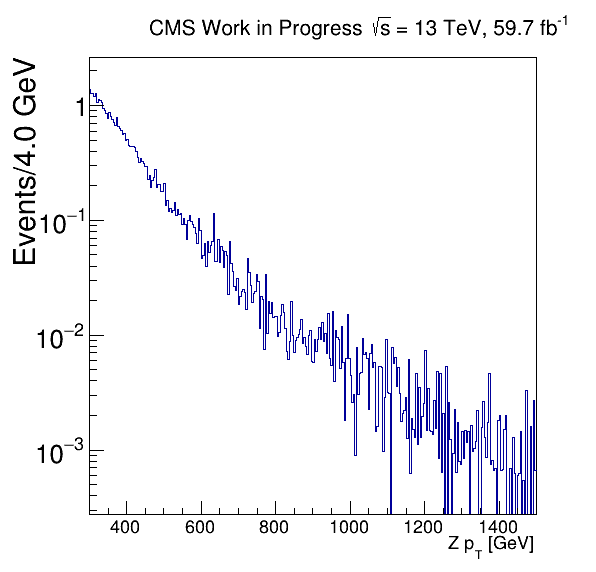 CMS Work in Progress √s = 13 TeV, 59.7 fb⁻¹
Events/4.0 GeV
1
10⁻¹
10⁻²
10⁻³
400 600 800 1000 1200 1400
Z p_T [GeV]